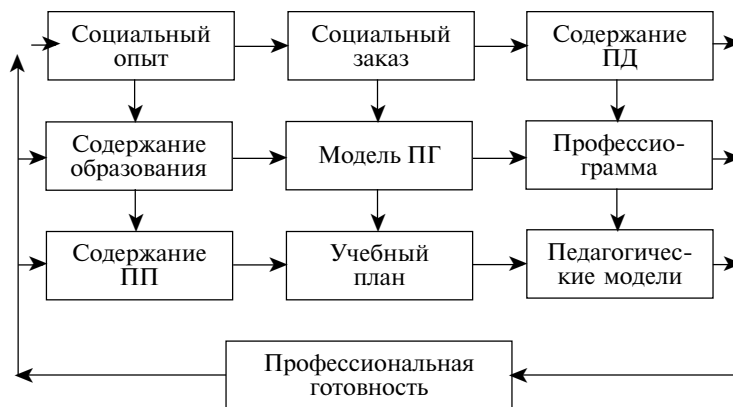 Социальный
опыт
Социальный
заказ
Содержание
ПД
Содержание
образования
Модель ПГ
Профессио-
грамма
Содержание
ПП
Учебный
план
Педагогичес-
кие модели
Профессиональная
готовность